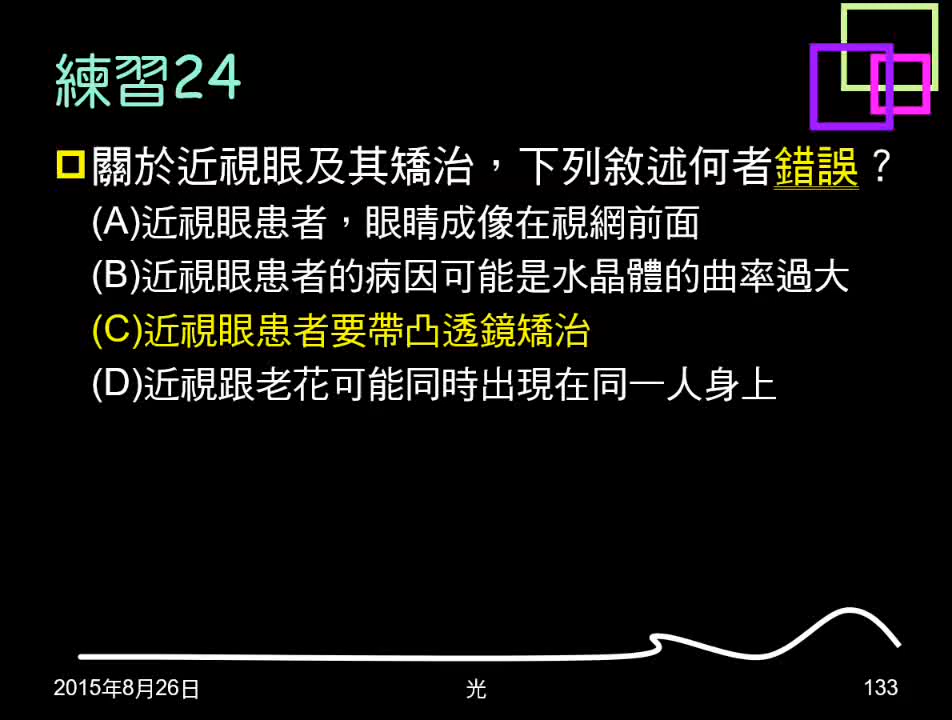 練習24
關於近視眼及其矯治，下列敘述何者錯誤？
(A)近視眼患者，眼睛成像在視網前面
(B)近視眼患者的病因可能是水晶體的曲率過大
(C)近視眼患者要帶凸透鏡矯治
(D)近視跟老花可能同時出現在同一人身上
2015年8月26日
光
133